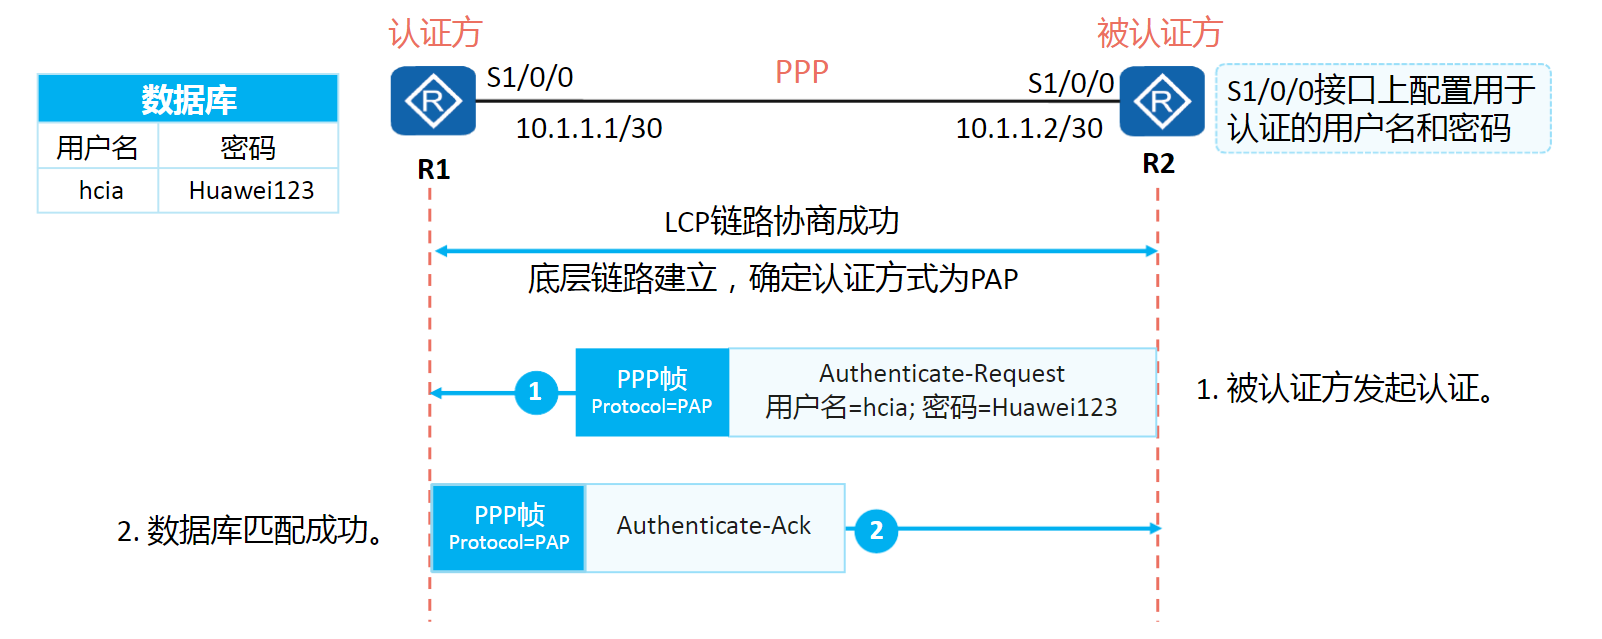 认证方
被认证方
S1/0/0
PPP
S1/0/0
R
R
10.1.1.1/30
10.1.1.2/30
R1
R2
S1/0/0接口上配置用于
认证的用户名和密码
数据库
用户名 密码
hcia Huawei123
LCP链路协商成功
底层链路建立，确定认证方式为PAP
1
PPP帧
Protocol=PAP
Authenticate-Request
用户名=hcia; 密码=Huawei123
1. 被认证方发起认证。
2. 数据库匹配成功。
PPP帧
Protocol=PAP
Authenticate-Ack
2